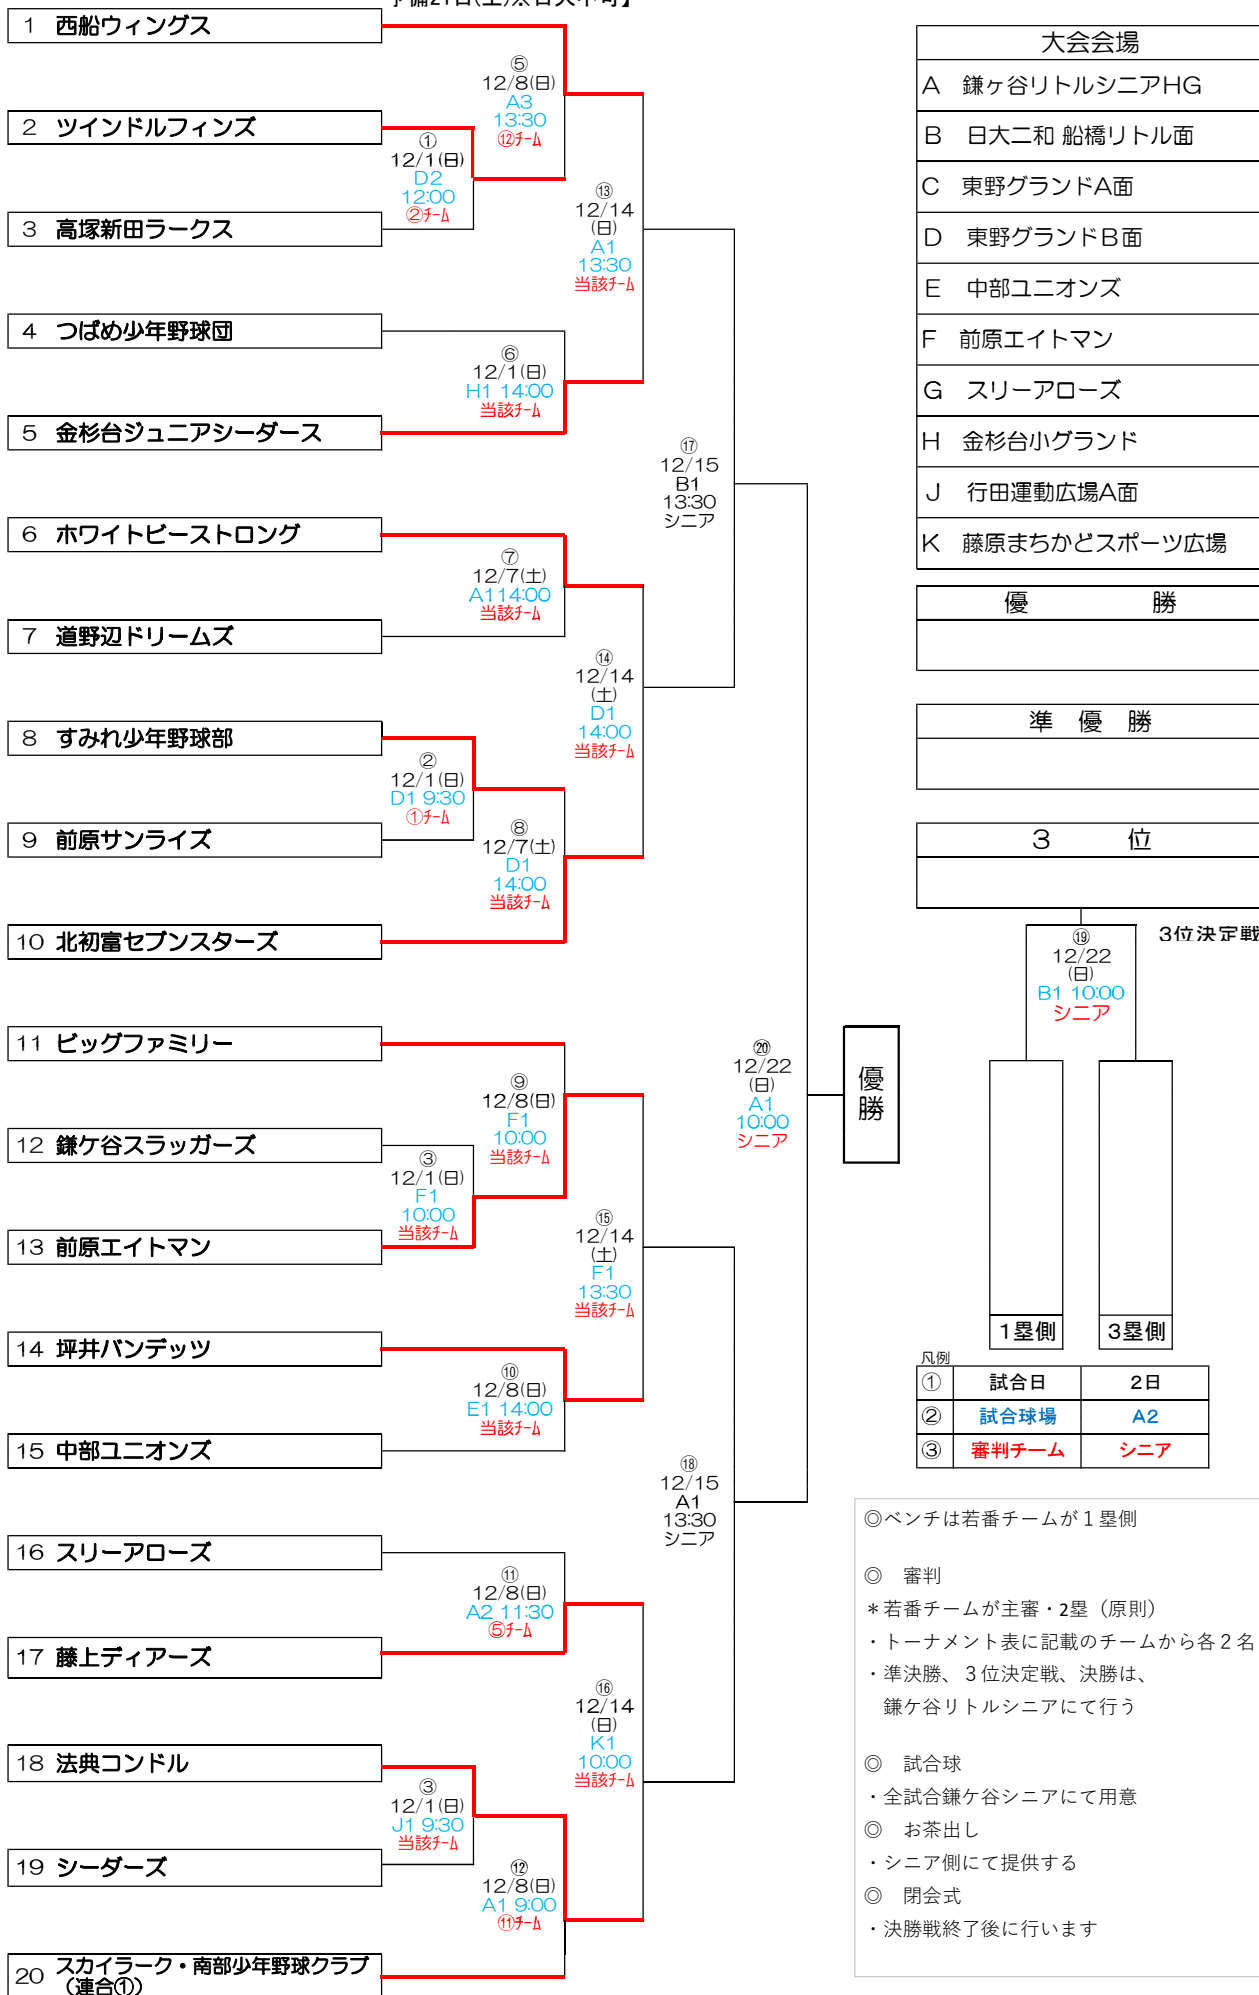 1 西船ウィングス
⑤
12/8(日)
A3
13:30
⑫チーム
2 ツインドルフィンズ
①
12/1(日)
D2
12:00
②チーム
3 高塚新田ラークス
⑬
12/14
(日)
A1
13:30
当該チーム
4 つばめ少年野球団
⑥
12/1(日)
H1 14:00
当該チーム
5 金杉台ジュニアシーダース
⑰
12/15
B1
13:30
シニア
6 ホワイトビーストロング
⑦
12/7(土)
A114:00
当該チーム
7 道野辺ドリームズ
⑭
12/14
(土)
D1
14:00
当該チーム
8 すみれ少年野球部
②
12/1(日)
D1 9:30
①チーム
9 前原サンライズ
⑧
12/7(土)
D1
14:00
当該チーム
10 北初富セブンスターズ
11 ビッグファミリー
⑨
12/8(日)
F1
10:00
当該チーム
12 鎌ケ谷スラッガーズ
③
12/1(日)
F1
10:00
当該チーム
13 前原エイトマン
⑮
12/14
(土)
F1
13:30
当該チーム
14 坪井バンデッツ
⑩
12/8(日)
E1 14:00
当該チーム
15 中部ユニオンズ
⑱
12/15
A1
13:30
シニア
16 スリーアローズ
⑪
12/8(日)
A2 11:30
⑤チーム
17 藤上ディアーズ
⑯
12/14
(日)
K1
10:00
当該チーム
18 法典コンドル
③
12/1(日)
J1 9:30
当該チーム
19 シーダーズ
⑫
12/8(日)
A1 9:00
⑪チーム
20 スカイラーク・南部少年野球クラブ
（連合①）
⑳
12/22
(日)
A1
10:00
シニア
優勝
大会会場
A 鎌ヶ谷リトルシニアHG
B 日大二和 船橋リトル面
C 東野グランドA面
D 東野グランドB面
E 中部ユニオンズ
F 前原エイトマン
G スリーアローズ
H 金杉台小グランド
J 行田運動広場A面
K 藤原まちかどスポーツ広場
優 勝
準 優 勝
3 位
3位決定戦
⑲
12/22
(日)
B1 10:00
シニア
1塁側 3塁側
凡例
① 試合日 2日
② 試合球場 A2
③ 審判チーム シニア
◎ベンチは若番チームが１塁側
◎ 審判
＊若番チームが主審・2塁（原則）
・トーナメント表に記載のチームから各２名
・準決勝、３位決定戦、決勝は、
鎌ケ谷リトルシニアにて行う
◎ 試合球
・全試合鎌ケ谷シニアにて用意
◎ お茶出し
・シニア側にて提供する
◎ 閉会式
・決勝戦終了後に行います